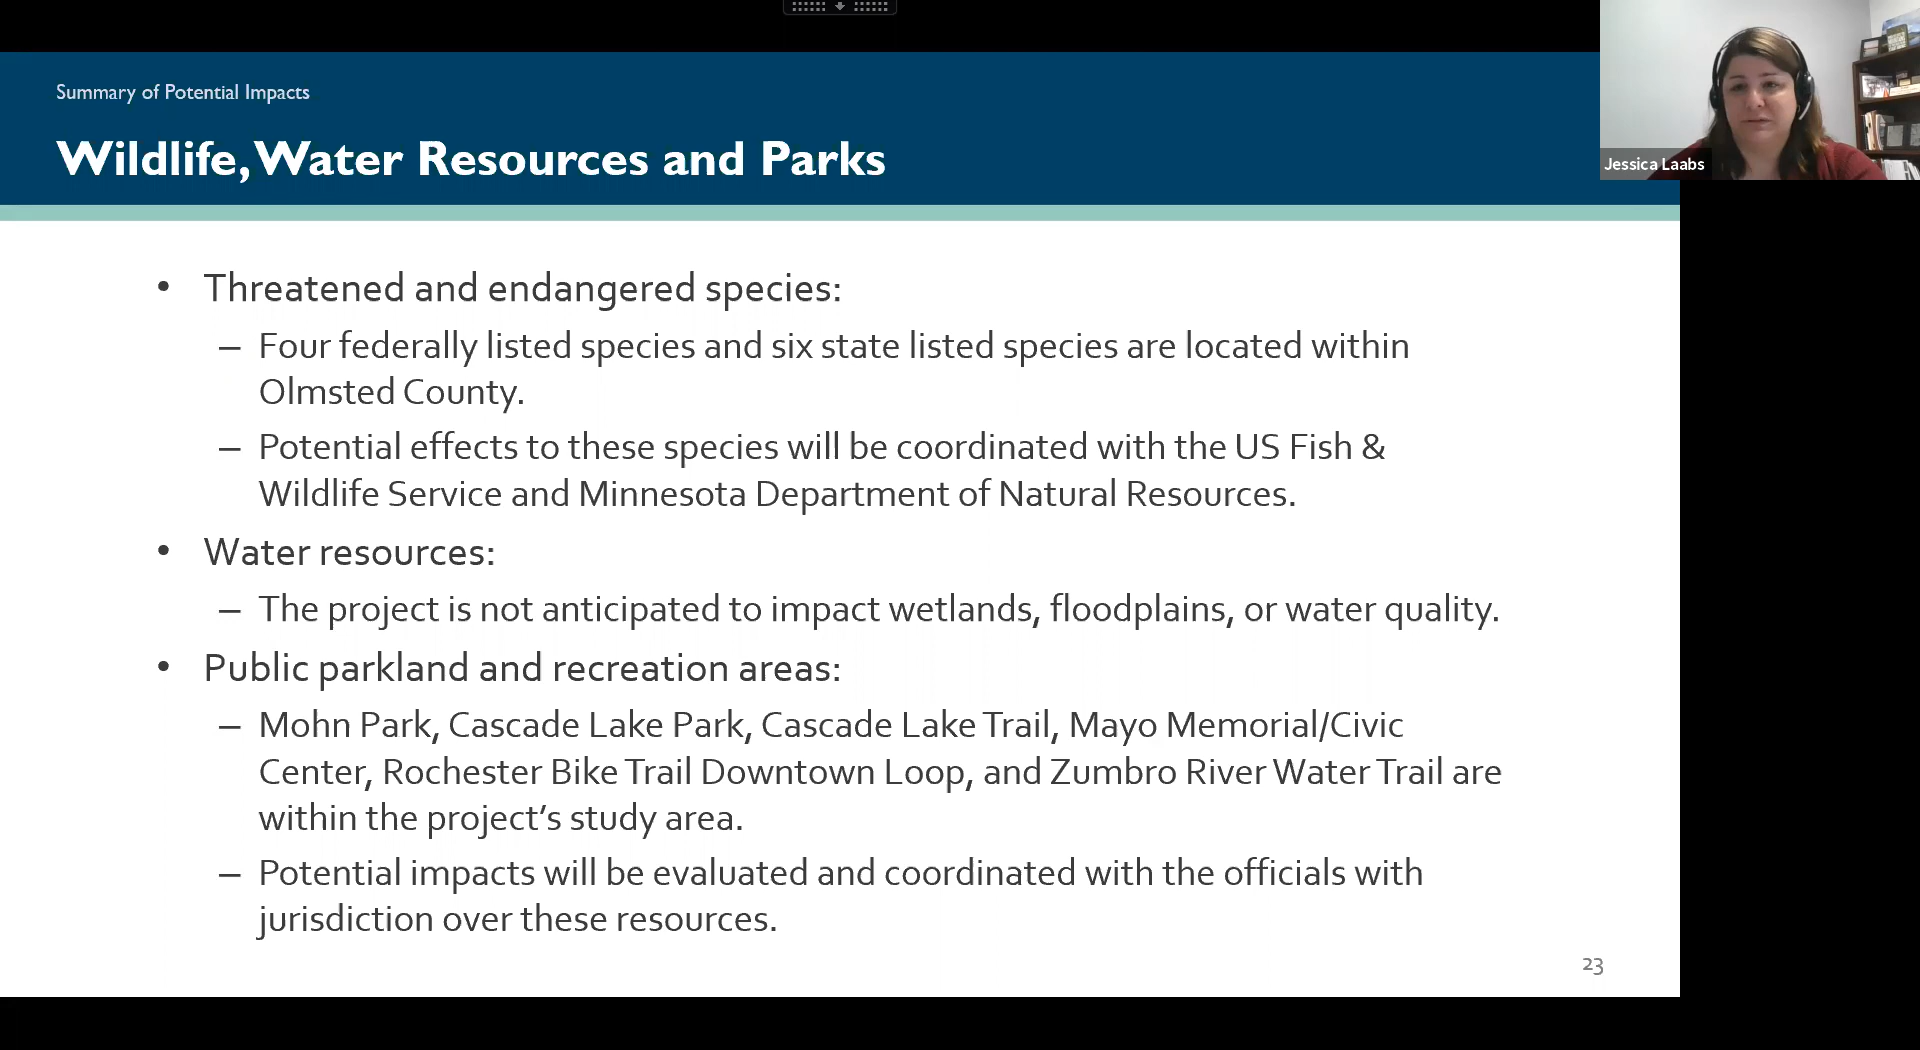 Summary of Potential Impacts
Wildlife, Water Resources and Parks
Jessica Laabs
• Threatened and endangered species:
– Four federally listed species and six state listed species are located within
Olmsted County.
– Potential effects to these species will be coordinated with the US Fish &
Wildlife Service and Minnesota Department of Natural Resources.
• Water resources:
– The project is not anticipated to impact wetlands, floodplains, or water quality.
• Public parkland and recreation areas:
– Mohn Park, Cascade Lake Park, Cascade Lake Trail, Mayo Memorial/Civic
Center, Rochester Bike Trail Downtown Loop, and Zumbro River Water Trail are
within the project’s study area.
– Potential impacts will be evaluated and coordinated with the officials with
jurisdiction over these resources.
23